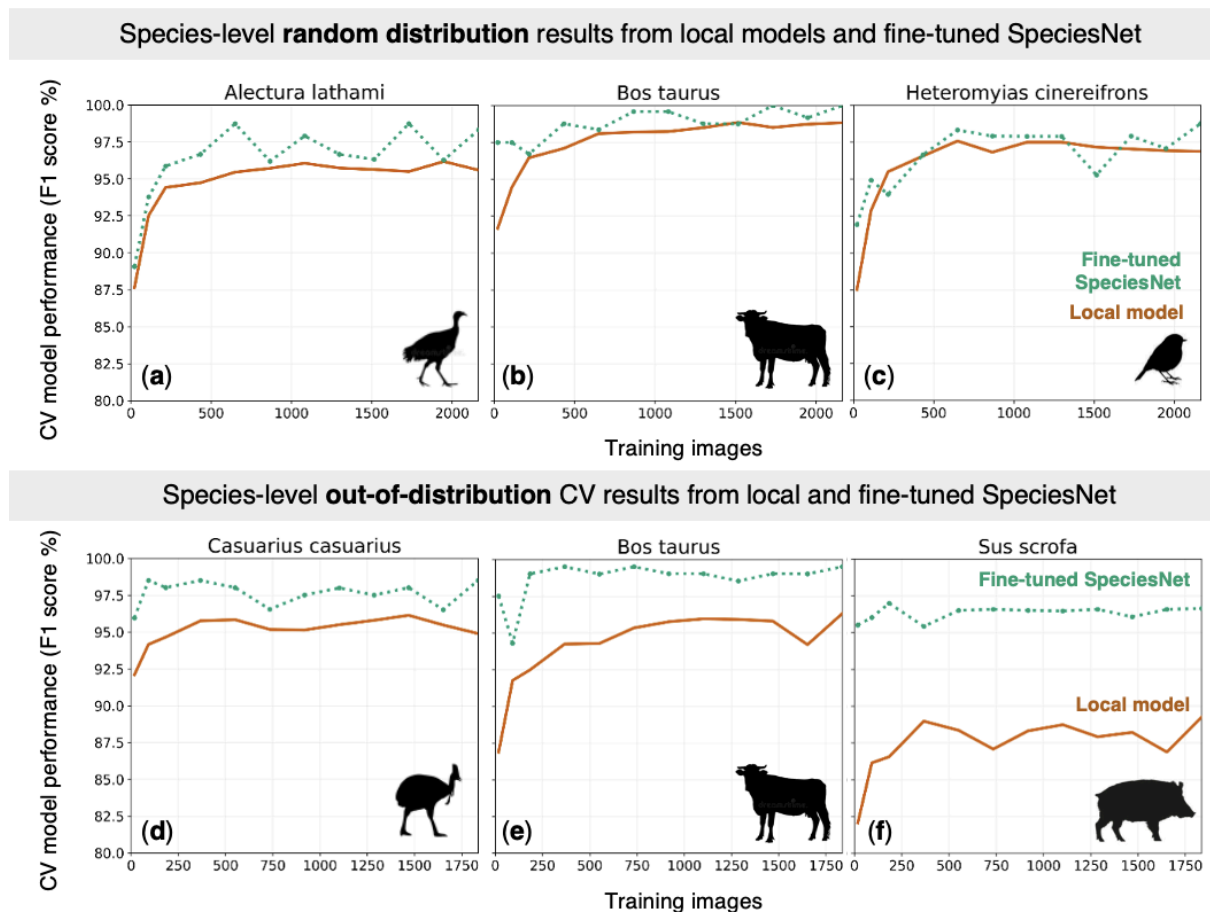 Species-level random distribution results from local models and fine-tuned SpeciesNet
CV model performance (F1 score %)
Alectura lathami
Bos taurus
Heteromyias cinereifrons
100.0
97.5
95.0
92.5
90.0
87.5
85.0
82.5
80.0
Fine-tuned
SpeciesNet
Local model
(a)
(b)
(c)
0 500 1000 1500 2000
0 500 1000 1500 2000
0 500 1000 1500 2000
Training images
Species-level out-of-distribution CV results from local and fine-tuned SpeciesNet
CV model performance (F1 score %)
Casuarius casuarius
Bos taurus
Sus scrofa
100.0
97.5
95.0
92.5
90.0
87.5
85.0
82.5
80.0
Fine-tuned SpeciesNet
Local model
(d)
(e)
(f)
0 250 500 750 1000 1250 1500 1750
0 250 500 750 1000 1250 1500 1750
0 250 500 750 1000 1250 1500 1750
Training images